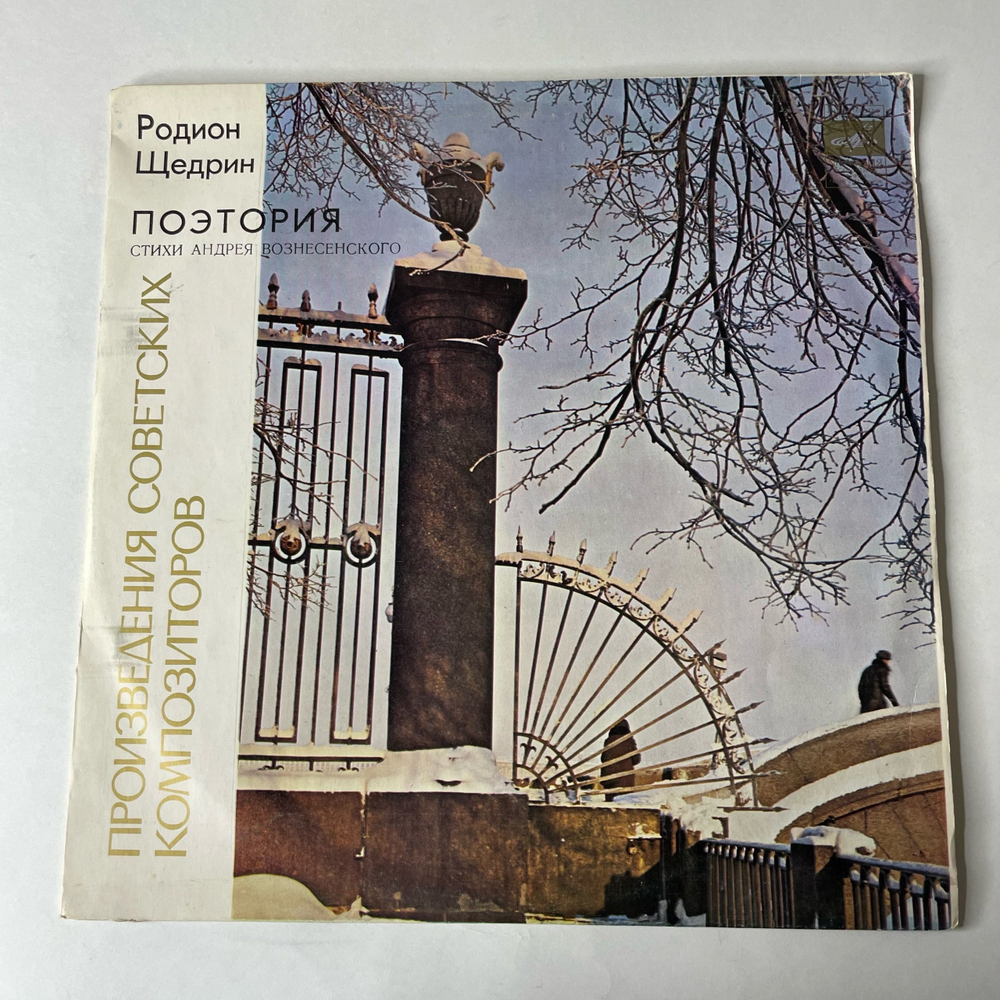 Родион
Щедрин
ПОЭТОРИЯ
СТИХИ АНДРЕЯ ВОЗНЕСЕНСКОГО
ПРОИЗВЕДЕНИЯ СОВЕТСКИХ
КОМПОЗИТОРОВ